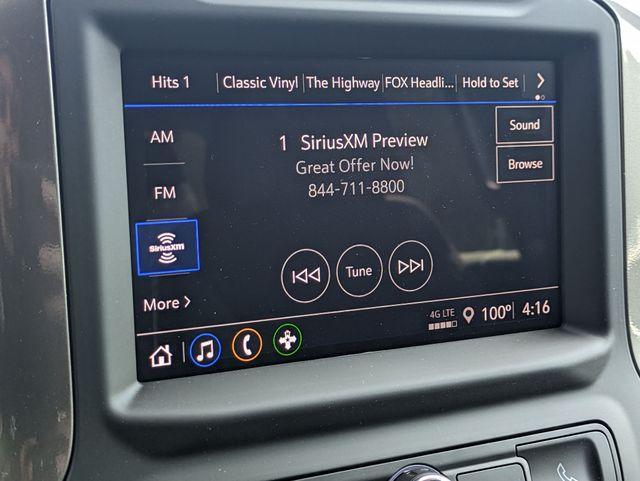 Hits 1 Classic Vinyl The Highway FOX Headli... Hold to Set
AM
1 SiriusXM Preview
Sound
Great Offer Now!
Browse
FM
844-711-8800
SiriusXM
Tune
More
4G LTE
100° 4:16